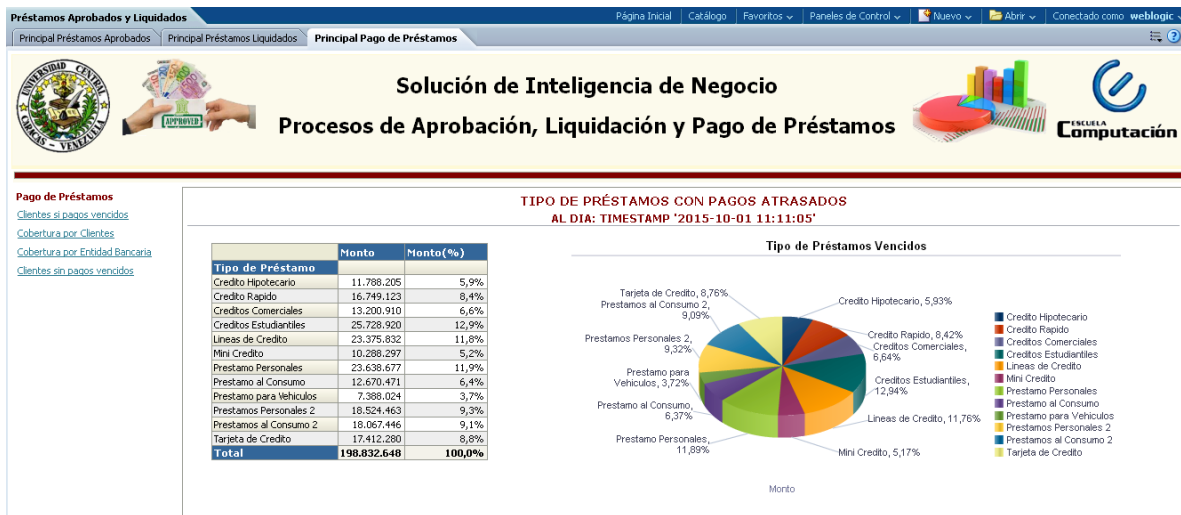 Préstamos Aprobados y Liquidados
Página Inicial
Catálogo
Favoritos
Paneles de Control
Nuevo
Abrir
Conectado como weblogic
Principal Préstamos Aprobados
Principal Préstamos Liquidados
Principal Pago de Préstamos
UNIVERSIDAD CENTRAL
CARACAS - VENEZUELA
APPROVED
Solución de Inteligencia de Negocio
Procesos de Aprobación, Liquidación y Pago de Préstamos
ESCUELA
Computación
Pago de Préstamos
Clientes si pagos vencidos
Cobertura por Clientes
Cobertura por Entidad Bancaria
Clientes sin pagos vencidos
TIPO DE PRÉSTAMOS CON PAGOS ATRASADOS
AL DIA: TIMESTAMP '2015-10-01 11:11:05'
Monto Monto(%)
Tipo de Préstamo
Credito Hipotecario 11.788.205 5,9%
Credito Rapido 16.749.123 8,4%
Creditos Comerciales 13.200.910 6,6%
Creditos Estudiantiles 25.728.920 12,9%
Lineas de Credito 23.375.832 11,8%
Mini Credito 10.288.297 5,2%
Prestamo Personales 23.638.677 11,9%
Prestamo al Consumo 12.670.471 6,4%
Prestamo para Vehiculos 7.388.024 3,7%
Prestamos Personales 2 18.524.463 9,3%
Prestamos al Consumo 2 18.067.446 9,1%
Tarjeta de Credito 17.412.280 8,8%
Total 198.832.648 100,0%
Tipo de Préstamos Vencidos
Tarjeta de Credito, 8,76%
Prestamos al Consumo 2,
9,09%
Prestamos Personales 2,
9,32%
Prestamo para
Vehiculos, 3,72%
Prestamo al Consumo,
6,37%
Prestamo Personales,
11,89%
Credito Hipotecario, 5,93%
Credito Rapido, 8,42%
Creditos Comerciales,
6,64%
Creditos Estudiantiles,
12,94%
Lineas de Credito, 11,76%
Mini Credito, 5,17%
Monto
Credito Hipotecario
Credito Rapido
Creditos Comerciales
Creditos Estudiantiles
Lineas de Credito
Mini Credito
Prestamo Personales
Prestamo al Consumo
Prestamo para Vehiculos
Prestamos Personales 2
Prestamos al Consumo 2
Tarjeta de Credito